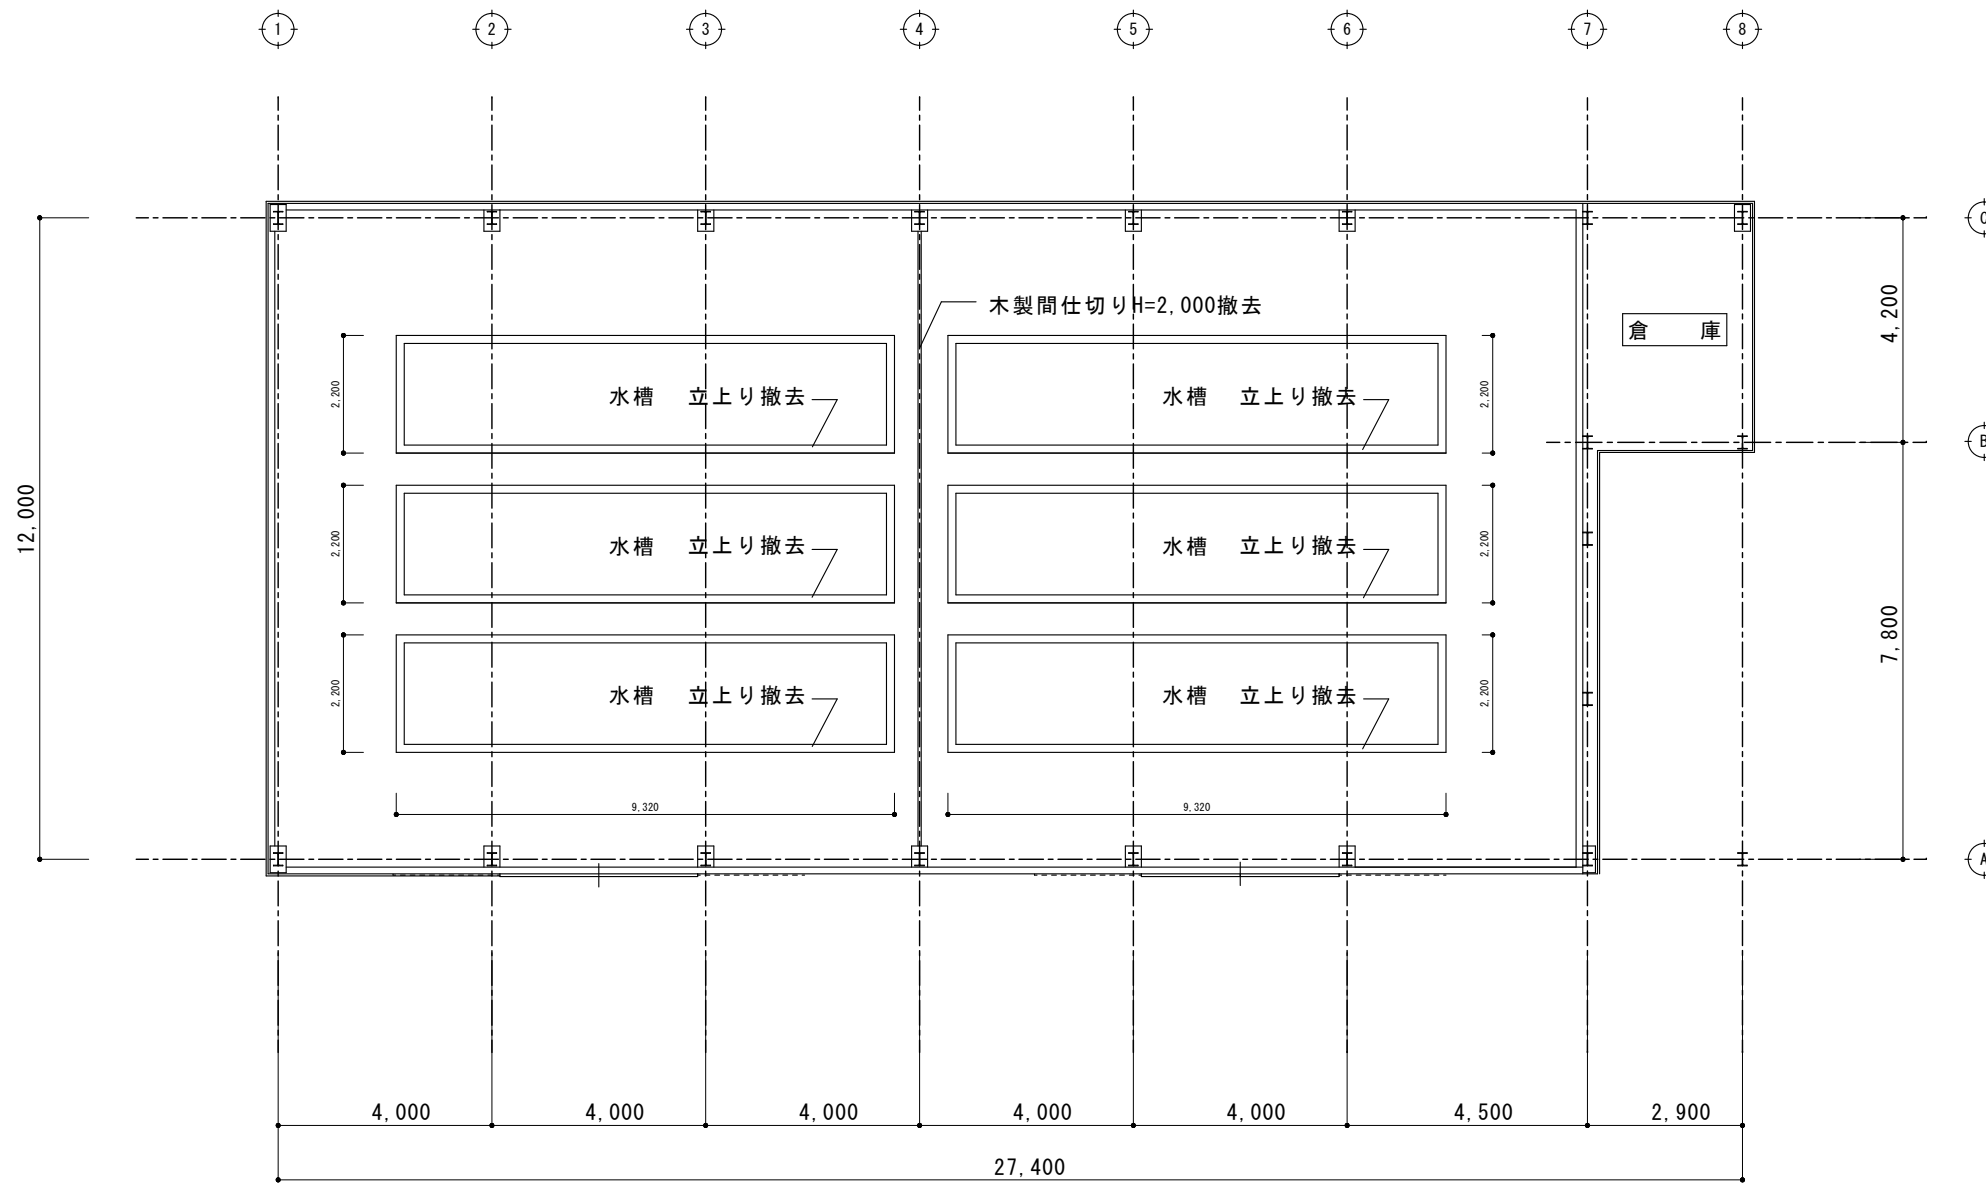 1 2 3 4 5 6 7 8
C
木製間仕切りH=2,000撤去
4,200
倉 庫
2,200
水槽 立上り撤去
水槽 立上り撤去
2,200
B
12,000
2,200
水槽 立上り撤去
水槽 立上り撤去
2,200
7,800
2,200
水槽 立上り撤去
水槽 立上り撤去
2,200
9,320
9,320
A
4,000 4,000 4,000 4,000 4,000 4,500 2,900
27,400